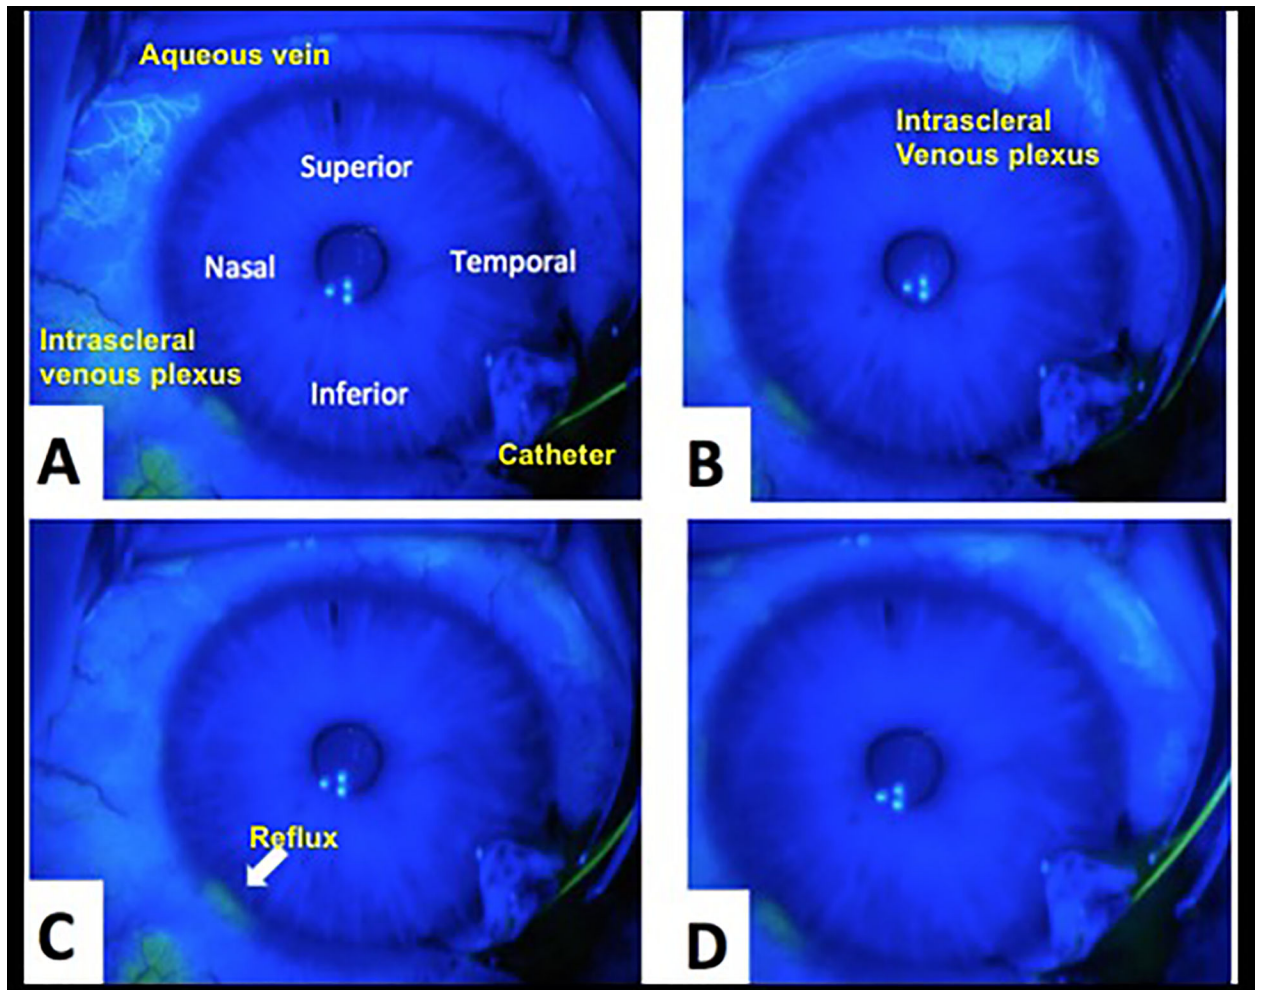 Aqueous vein
Superior
Nasal
Temporal
Intrascleral
venous plexus
Inferior
Catheter
A
Intrascleral
Venous plexus
B
Reflux
C
D